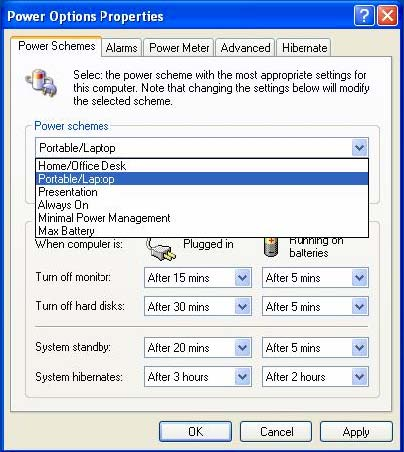 Power Options Properties
Power Schemes Alarms Power Meter Advanced Hibernate
Select the power scheme with the most appropriate settings for
this computer. Note that changing the settings below will modify
the selected scheme.
Power schemes
Portable/Laptop
Home/Office Desk
Portable/Laptop
Presentation
Always On
Minimal Power Management
Max Battery
When computer is: Plugged in Running on
batteries
Turn off monitor: After 15 mins After 5 mins
Turn off hard disks: After 30 mins After 5 mins
System standby: After 20 mins After 5 mins
System hibernates: After 3 hours After 2 hours
OK Cancel Apply